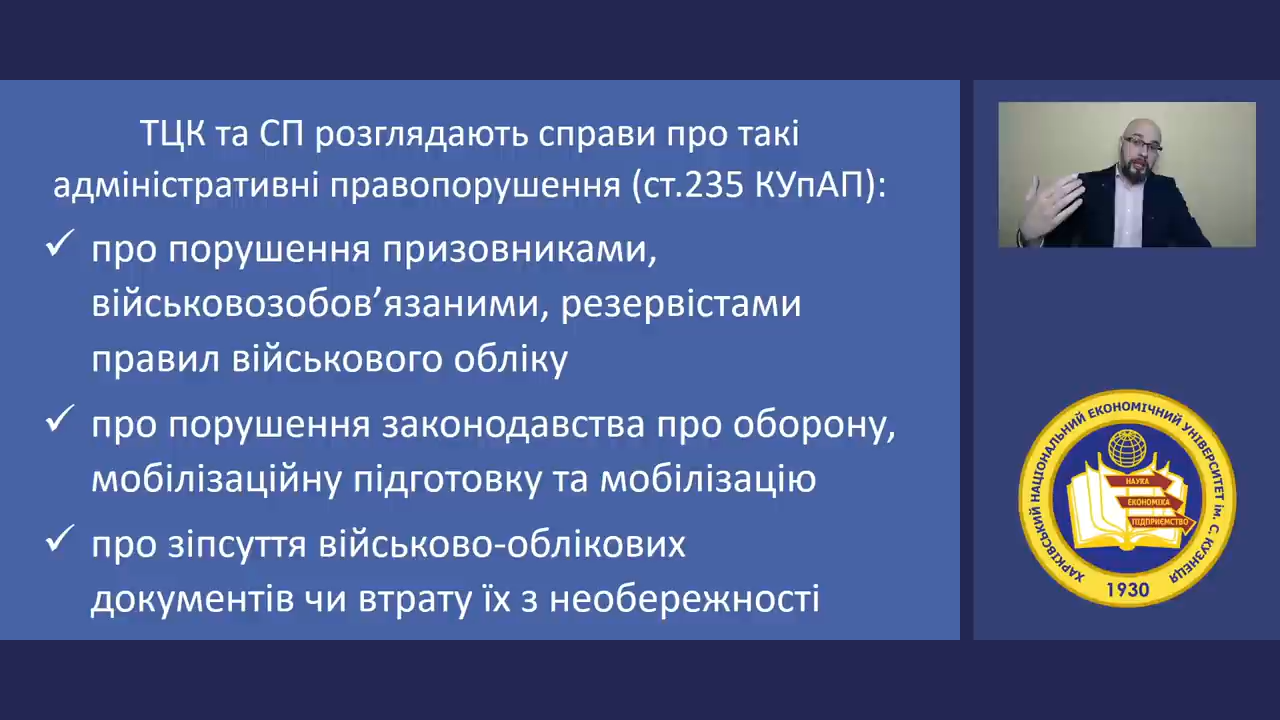 ТЦК та СП розглядають справи про такі
адміністративні правопорушення (ст.235 КУпАП):
✓ про порушення призовниками,
військовозобов’язаними, резервістами
правил військового обліку
✓ про порушення законодавства про оборону,
мобілізаційну підготовку та мобілізацію
✓ про зіпсуття військово-облікових
документів чи втрату їх з необережності
ХАРКІВСЬКИЙ НАЦІОНАЛЬНИЙ ЕКОНОМІЧНИЙ УНІВЕРСИТЕТ ім. С. КУЗНЕЦЯ
НАУКА
ЕКОНОМІКА
ПІДПРИЄМСТВО
1930